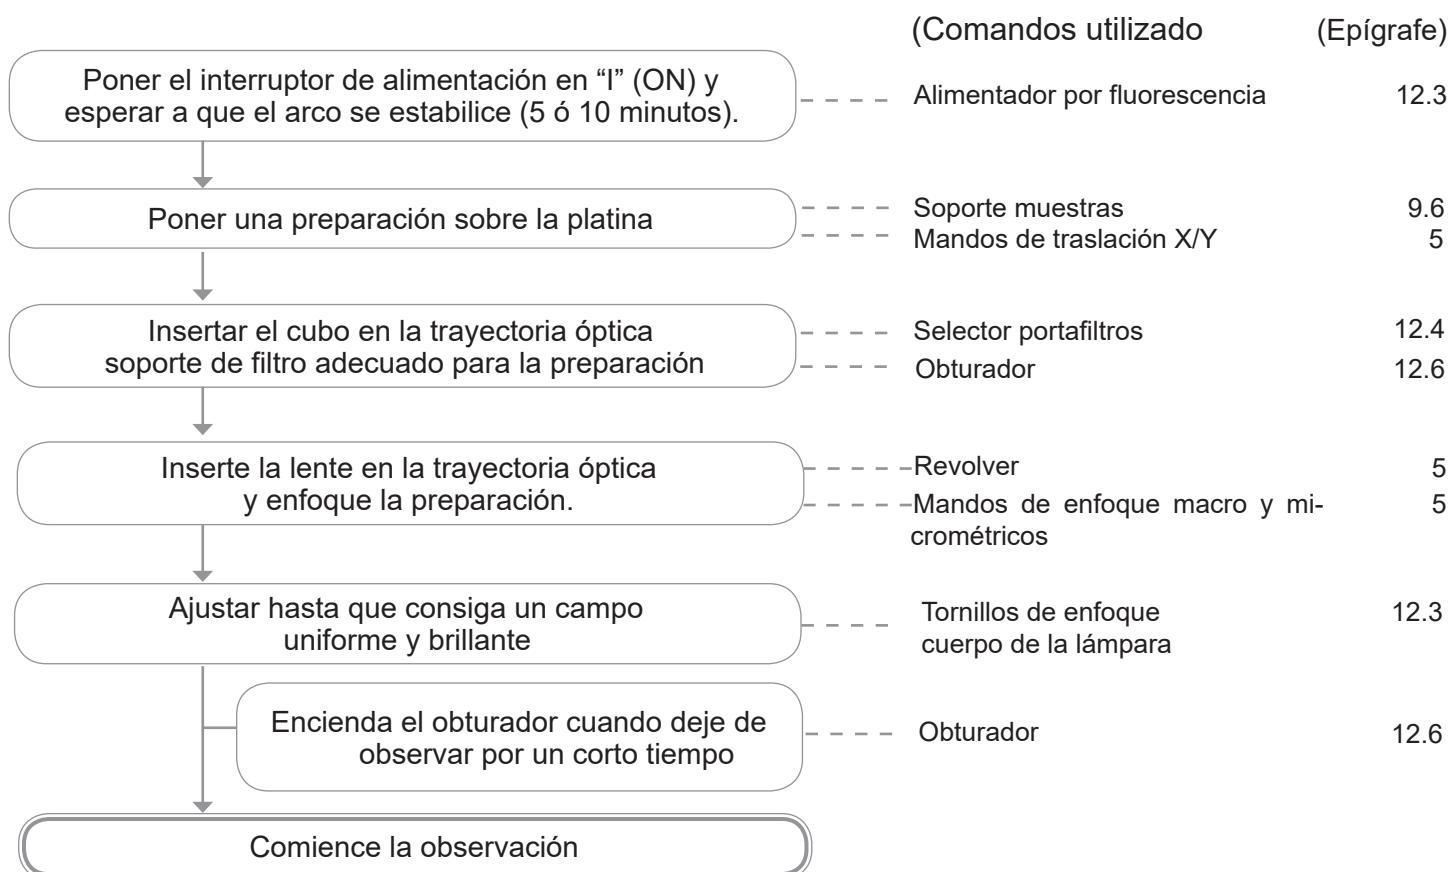 (Comandos utilizado (Epígrafe)
Poner el interruptor de alimentación en “I” (ON) y
esperar a que el arco se estabilice (5 ó 10 minutos).
Alimentador por fluorescencia 12.3
Poner una preparación sobre la platina
Soporte muestras 9.6
Mandos de traslación X/Y 5
Insertar el cubo en la trayectoria óptica
soporte de filtro adecuado para la preparación
Selector portafiltros 12.4
Obturador 12.6
Inserte la lente en la trayectoria óptica
y enfoque la preparación.
Revolver 5
Mandos de enfoque macro y mi- 5
crométricos
Ajustar hasta que consiga un campo
uniforme y brillante
Tornillos de enfoque 12.3
cuerpo de la lámpara
Encienda el obturador cuando deje de
observar por un corto tiempo
Obturador 12.6
Comience la observación